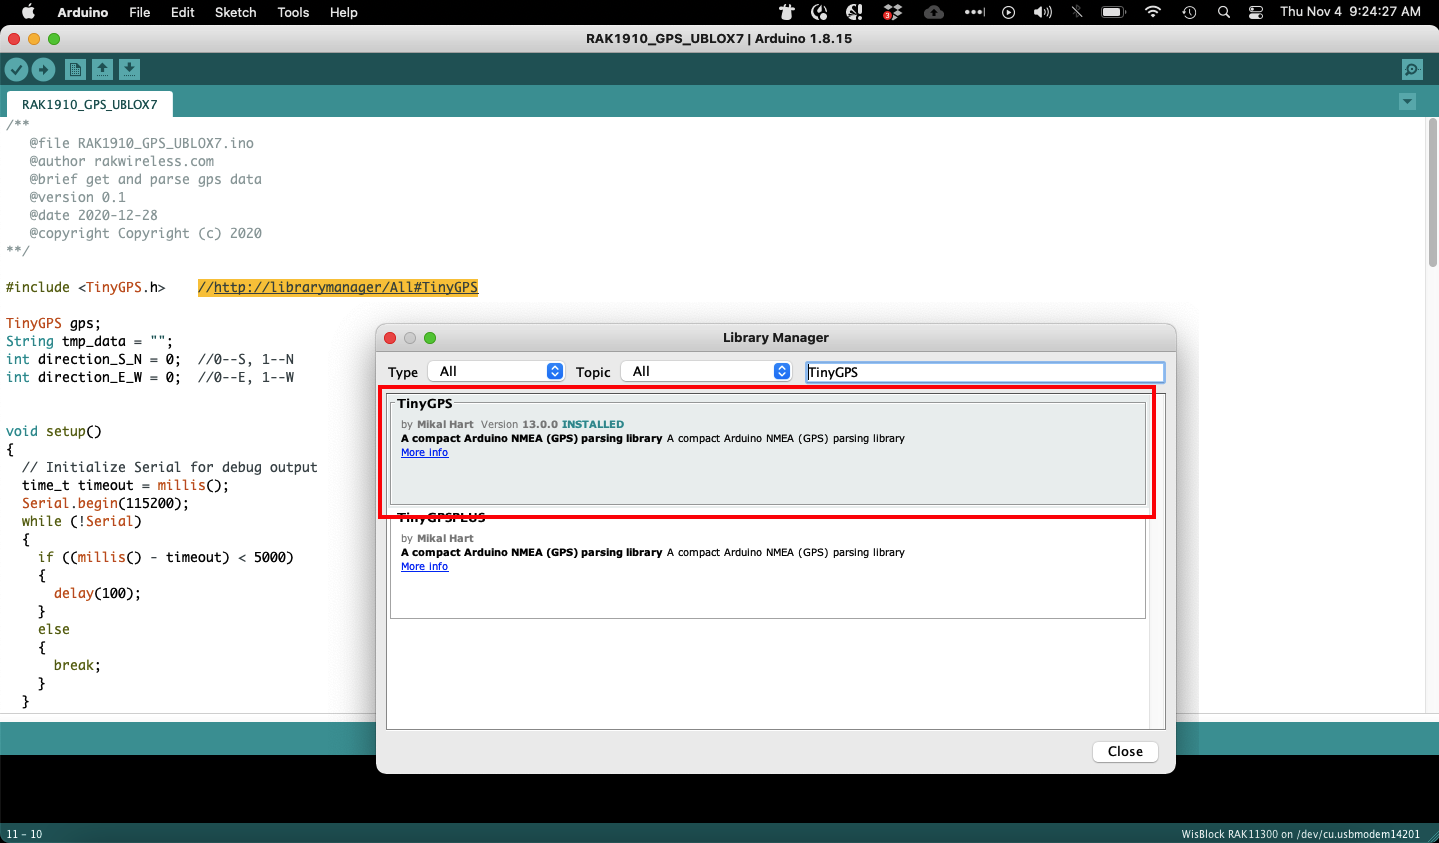 Arduino File Edit Sketch Tools Help Thu Nov 4 9:24:27 AM
3
RAK1910_GPS_UBLOX7 | Arduino 1.8.15
RAK1910_GPS_UBLOX7
/**
@file RAK1910_GPS_UBLOX7.ino
@author rakwireless.com
@brief get and parse gps data
@version 0.1
@date 2020-12-28
@copyright Copyright (c) 2020
**/
#include <TinyGPS.h> //http://librarymanager/All#TinyGPS
TinyGPS gps;
String tmp_data = "";
int direction_S_N = 0; //0--S, 1--N
int direction_E_W = 0; //0--E, 1--W
void setup()
{
// Initialize Serial for debug output
time_t timeout = millis();
Serial.begin(115200);
while (!Serial)
{
if ((millis() - timeout) < 5000)
{
delay(100);
}
else
{
break;
}
}
Library Manager
Type All Topic All TinyGPS
TinyGPS
by Mikal Hart Version 13.0.0 INSTALLED
A compact Arduino NMEA (GPS) parsing library A compact Arduino NMEA (GPS) parsing library
More info
TinyGPSPLUS
by Mikal Hart
A compact Arduino NMEA (GPS) parsing library A compact Arduino NMEA (GPS) parsing library
More info
Close
11 - 10 WisBlock RAK11300 on /dev/cu.usbmodem14201